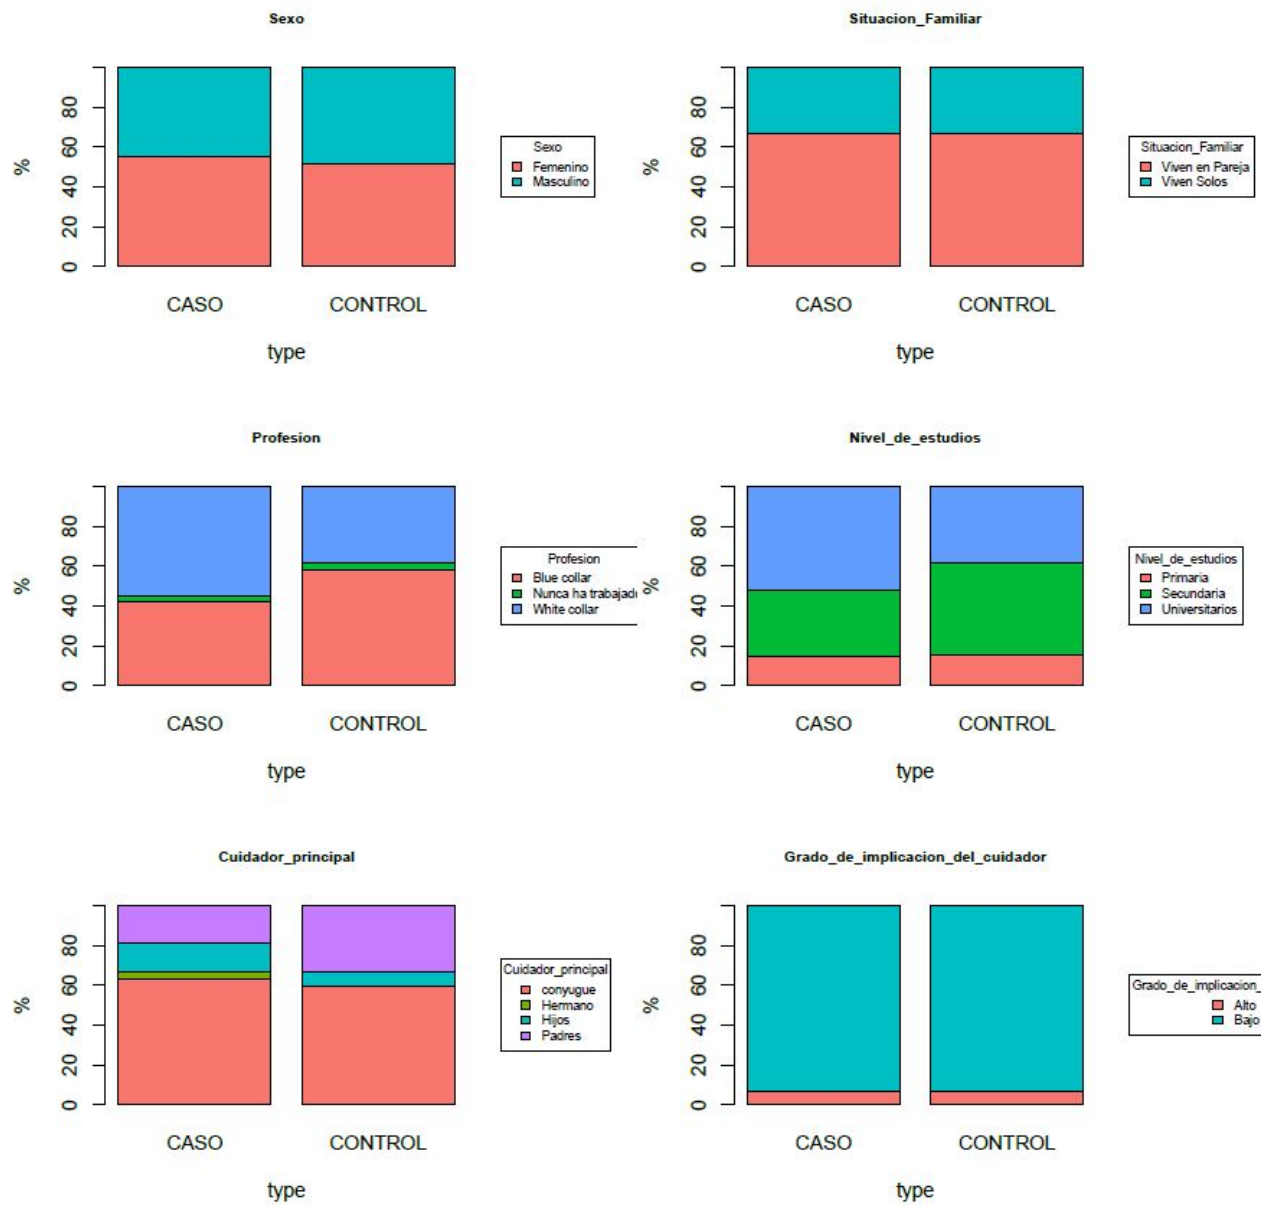 Sexo
%
0
20
40
60
80
CASO
CONTROL
type
Sexo
Femenino
Masculino
Situacion_Familiar
%
0
20
40
60
80
CASO
CONTROL
type
Situacion_Familiar
Viven en Pareja
Viven Solos
Profesion
%
0
20
40
60
80
CASO
CONTROL
type
Profesion
Blue collar
Nunca ha trabajado
White collar
Nivel_de_estudios
%
0
20
40
60
80
CASO
CONTROL
type
Nivel_de_estudios
Primaria
Secundaria
Universitarios
Cuidador_principal
%
0
20
40
60
80
CASO
CONTROL
type
Cuidador_principal
conyugue
Hermano
Hijos
Padres
Grado_de_implicacion_del_cuidador
%
0
20
40
60
80
CASO
CONTROL
type
Grado_de_implicacion_
Alto
Bajo